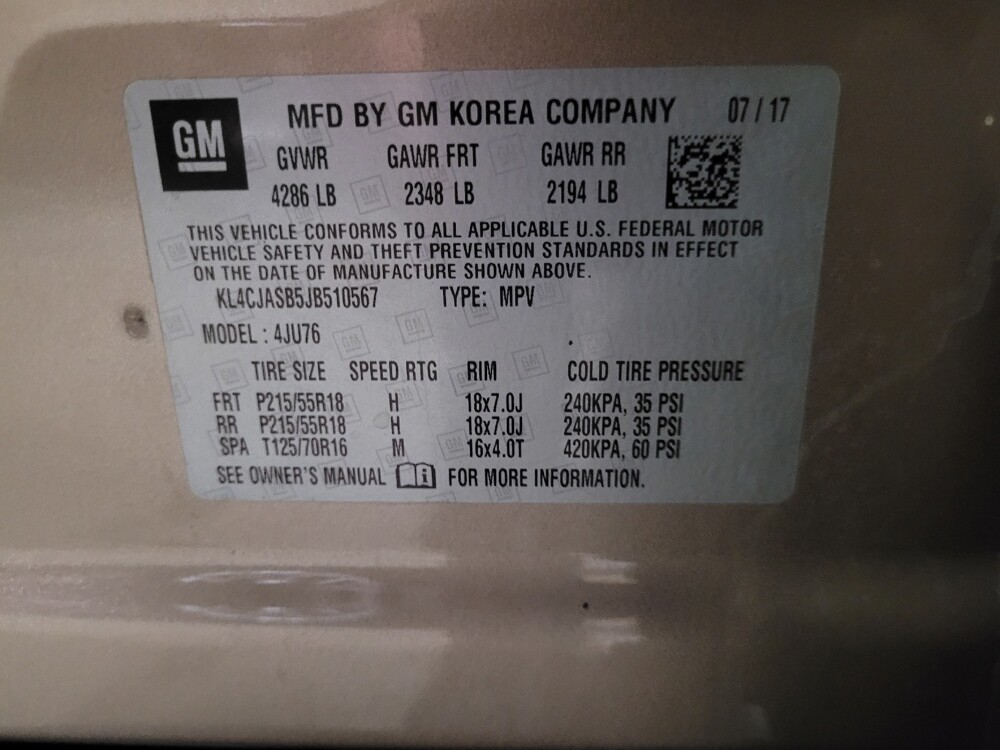 GM MFD BY GM KOREA COMPANY 07 / 17
GVWR GAWR FRT GAWR RR
4286 LB 2348 LB 2194 LB
THIS VEHICLE CONFORMS TO ALL APPLICABLE U.S. FEDERAL MOTOR
VEHICLE SAFETY AND THEFT PREVENTION STANDARDS IN EFFECT
ON THE DATE OF MANUFACTURE SHOWN ABOVE.
KL4CJASB5JB510567 TYPE: MPV
MODEL : 4JU76
TIRE SIZE SPEED RTG RIM COLD TIRE PRESSURE
FRT P215/55R18 H 18x7.0J 240KPA, 35 PSI
RR P215/55R18 H 18x7.0J 240KPA, 35 PSI
SPA T125/70R16 M 16x4.0T 420KPA, 60 PSI
SEE OWNER'S MANUAL i FOR MORE INFORMATION.